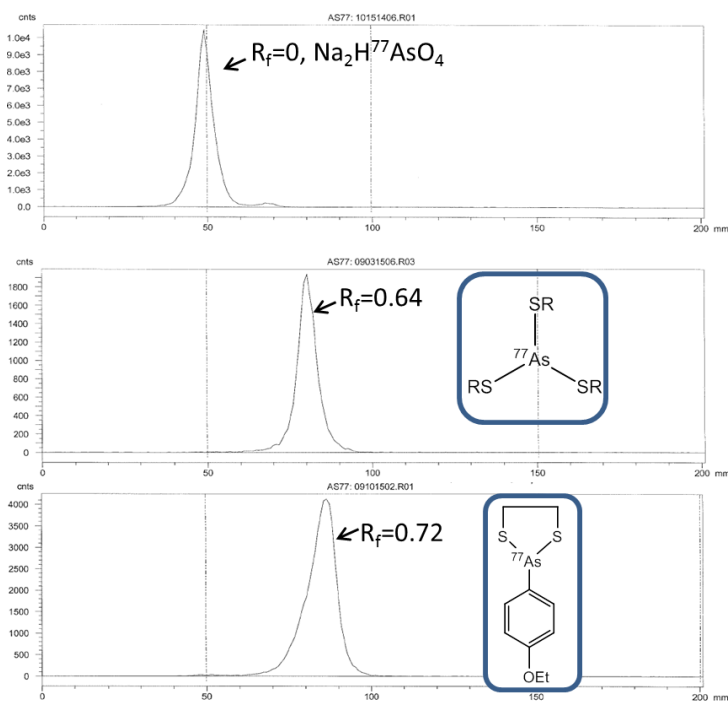 cnts
AS77: 10151406.R01
1.0e4
9.0e3
8.0e3
7.0e3
6.0e3
5.0e3
4.0e3
3.0e3
2.0e3
1.0e3
0.0
R_f=0, Na₂H⁷⁷AsO₄
0 50 100 150 200 mm
cnts
AS77: 09031506.R03
1800
1600
1400
1200
1000
800
600
400
200
0
R_f=0.64
SR
⁷⁷As
RS SR
0 50 100 150 200 mm
cnts
AS77: 09101502.R01
4000
3500
3000
2500
2000
1500
1000
500
0
R_f=0.72
S S
⁷⁷As
OEt
0 50 100 150 200 mm